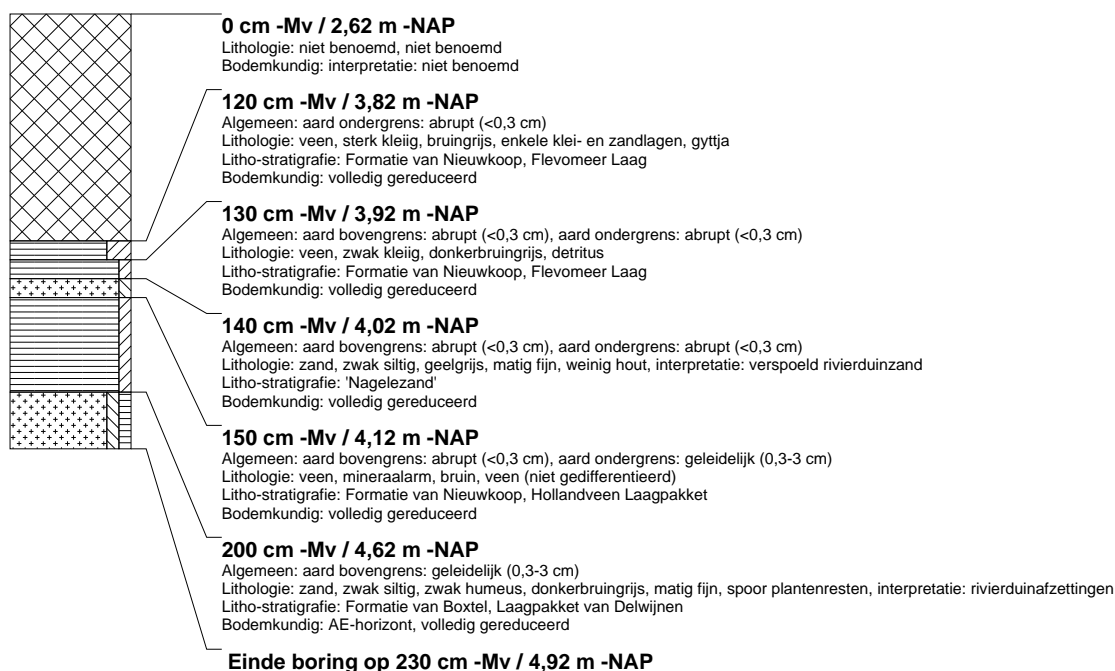 0 cm -Mv / 2,62 m -NAP
Lithologie: niet benoemd, niet benoemd
Bodemkundig: interpretatie: niet benoemd
120 cm -Mv / 3,82 m -NAP
Algemeen: aard ondergrens: abrupt (<0,3 cm)
Lithologie: veen, sterk kleiig, bruingrijs, enkele klei- en zandlagen, gyttja
Litho-stratigrafie: Formatie van Nieuwkoop, Flevomeer Laag
Bodemkundig: volledig gereduceerd
130 cm -Mv / 3,92 m -NAP
Algemeen: aard bovengrens: abrupt (<0,3 cm), aard ondergrens: abrupt (<0,3 cm)
Lithologie: veen, zwak kleiig, donkerbruingrijs, detritus
Litho-stratigrafie: Formatie van Nieuwkoop, Flevomeer Laag
Bodemkundig: volledig gereduceerd
140 cm -Mv / 4,02 m -NAP
Algemeen: aard bovengrens: abrupt (<0,3 cm), aard ondergrens: abrupt (<0,3 cm)
Lithologie: zand, zwak siltig, geelgrijs, matig fijn, weinig hout, interpretatie: verspoeld rivierduinzand
Litho-stratigrafie: 'Nagelezand'
Bodemkundig: volledig gereduceerd
150 cm -Mv / 4,12 m -NAP
Algemeen: aard bovengrens: abrupt (<0,3 cm), aard ondergrens: geleidelijk (0,3-3 cm)
Lithologie: veen, mineraalarm, bruin, veen (niet gedifferentieerd)
Litho-stratigrafie: Formatie van Nieuwkoop, Hollandveen Laagpakket
Bodemkundig: volledig gereduceerd
200 cm -Mv / 4,62 m -NAP
Algemeen: aard bovengrens: geleidelijk (0,3-3 cm)
Lithologie: zand, zwak siltig, zwak humeus, donkerbruingrijs, matig fijn, spoor plantenresten, interpretatie: rivierduinafzettingen
Litho-stratigrafie: Formatie van Boxtel, Laagpakket van Delwijnen
Bodemkundig: AE-horizont, volledig gereduceerd
Einde boring op 230 cm -Mv / 4,92 m -NAP